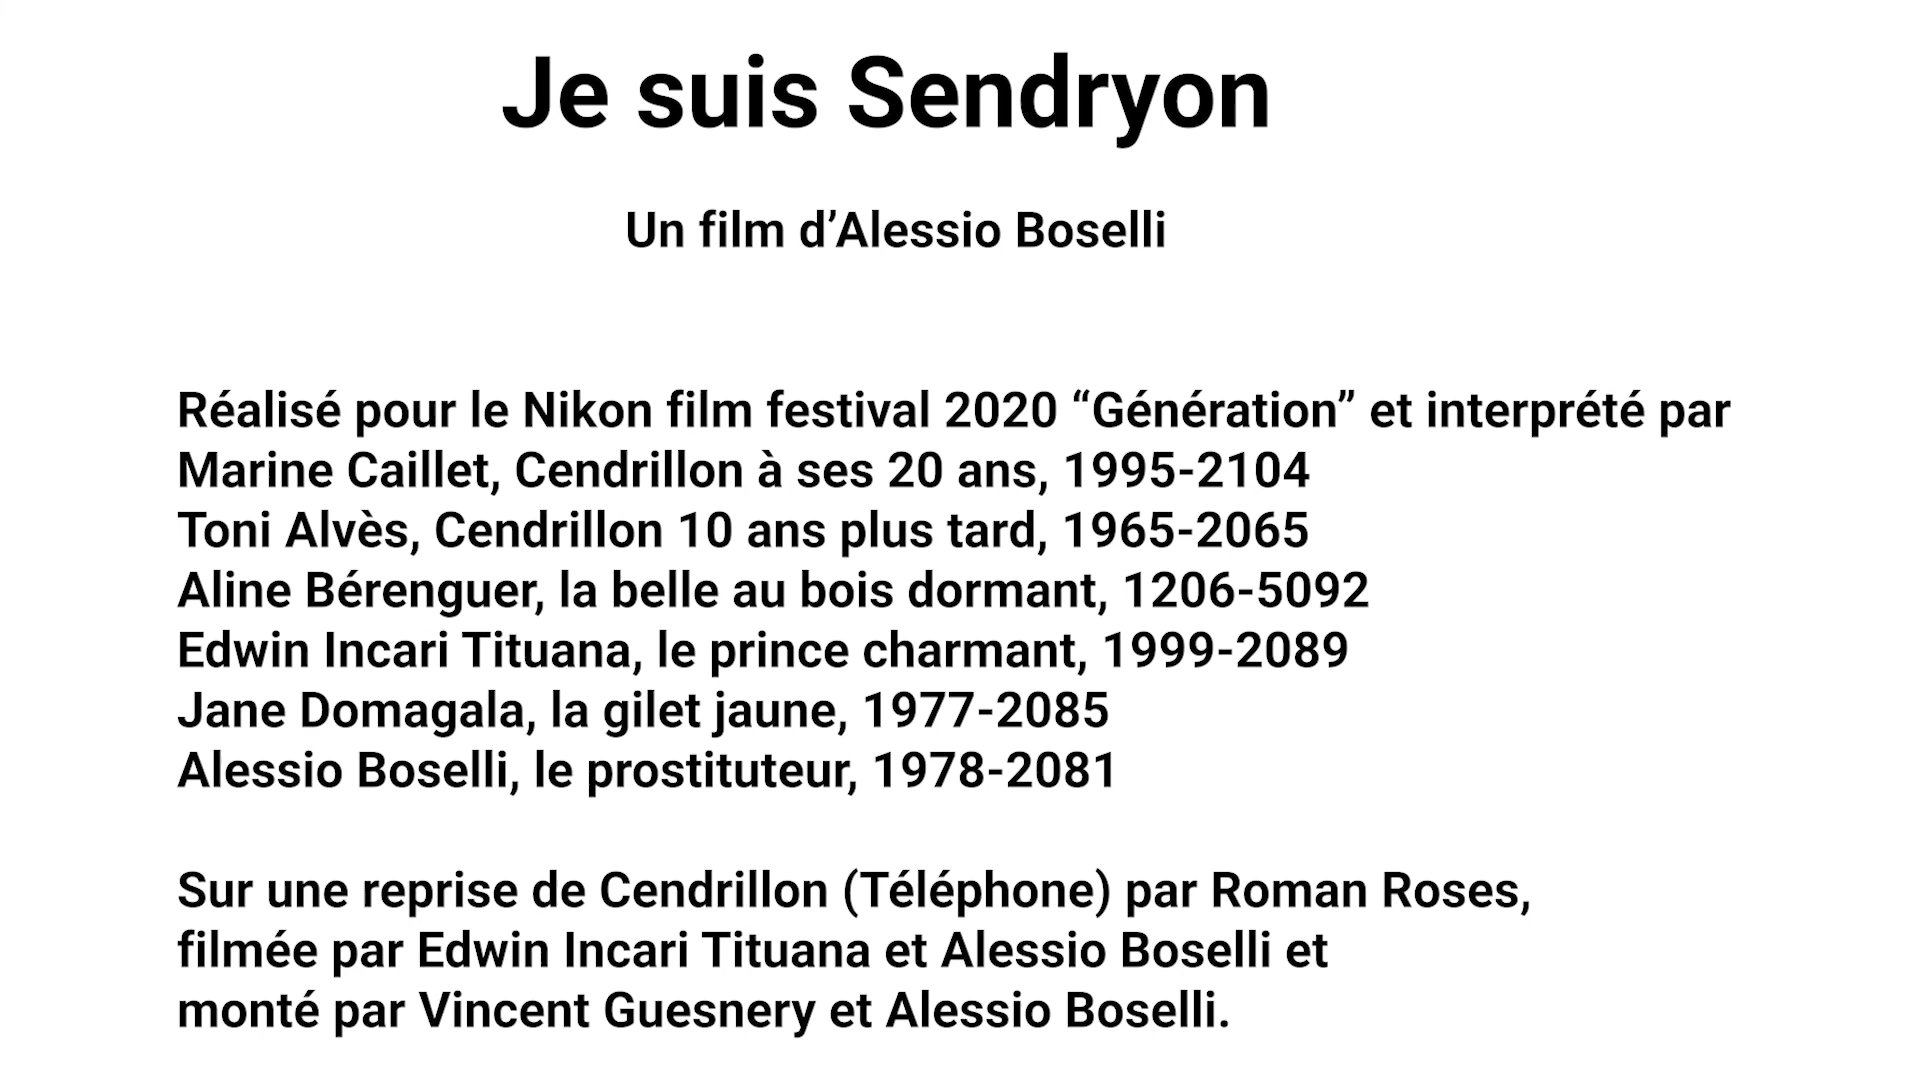 Je suis Sendryon
Un film d’Alessio Boselli
Réalisé pour le Nikon film festival 2020 “Génération” et interprété par
Marine Caillet, Cendrillon à ses 20 ans, 1995-2104
Toni Alvès, Cendrillon 10 ans plus tard, 1965-2065
Aline Bérenguer, la belle au bois dormant, 1206-5092
Edwin Incari Tituana, le prince charmant, 1999-2089
Jane Domagala, la gilet jaune, 1977-2085
Alessio Boselli, le prostituteur, 1978-2081
Sur une reprise de Cendrillon (Téléphone) par Roman Roses,
filmée par Edwin Incari Tituana et Alessio Boselli et
monté par Vincent Guesnery et Alessio Boselli.